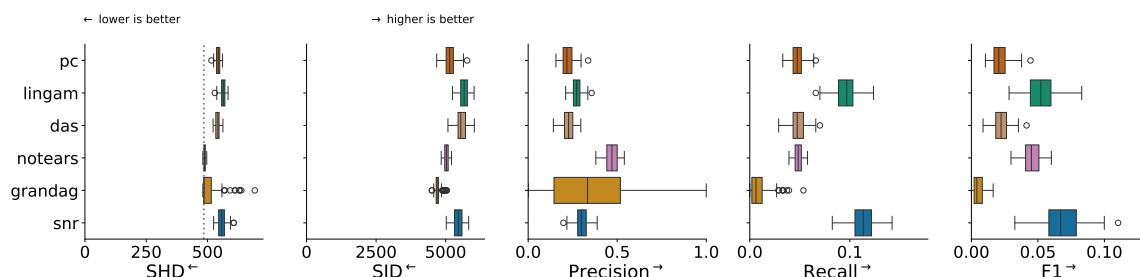 ← lower is better
→ higher is better
pc
lingam
das
notears
grandag
snr
0 250 500
0 2500 5000
0.0 0.5 1.0
0.0 0.1
0.00 0.05 0.10
SHD←
SID←
Precision→
Recall→
F1→